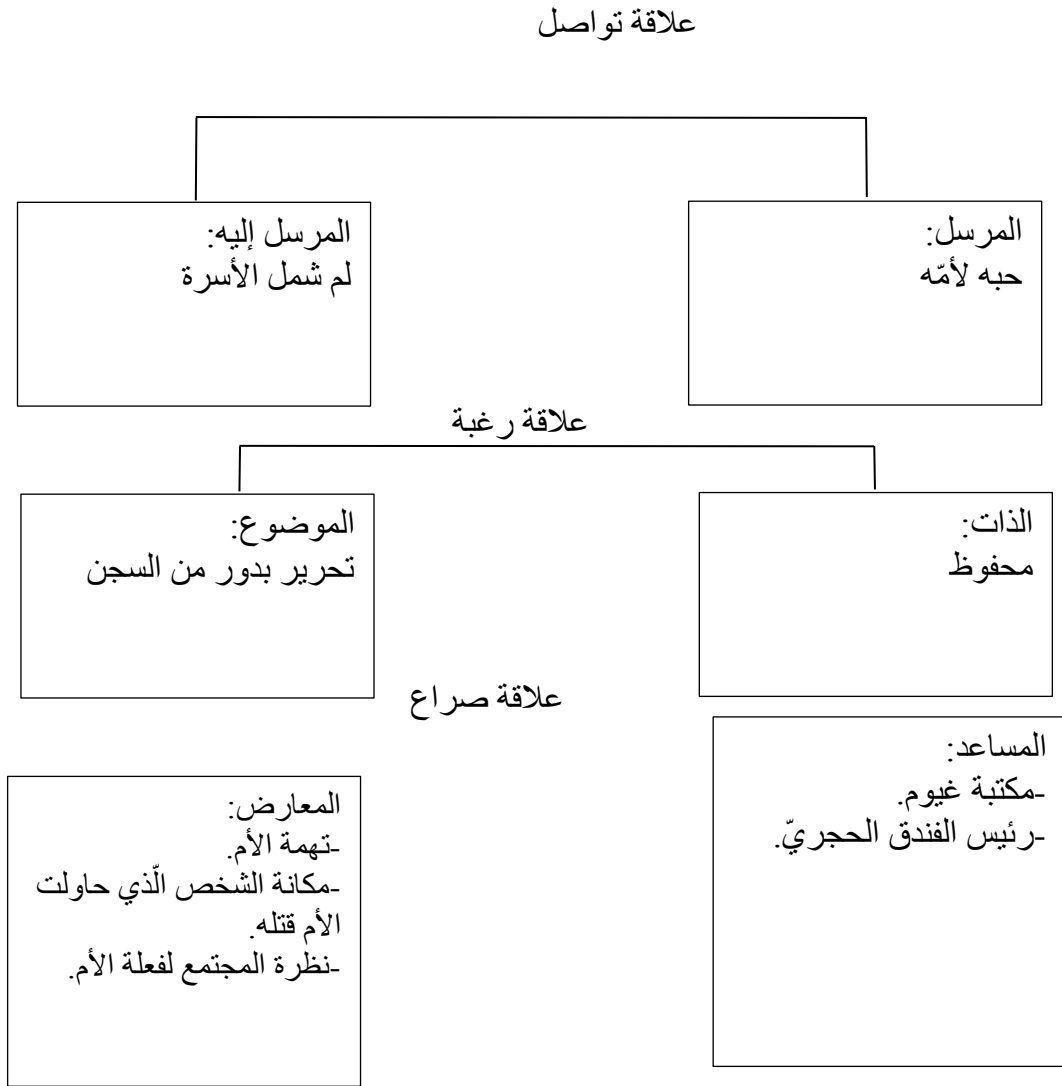 علاقة تواصل
المرسل:
حبه لأمّه
المرسل إليه:
لم شمل الأسرة
علاقة رغبة
الذات:
محفوظ
الموضوع:
تحرير بدور من السجن
علاقة صراع
المساعد:
-مكتبة غيوم.
-رئيس الفندق الحجريّ.
المعارض:
-تهمة الأم.
-مكانة الشخص الّذي حاولت
الأم قتله.
-نظرة المجتمع لفعلة الأم.